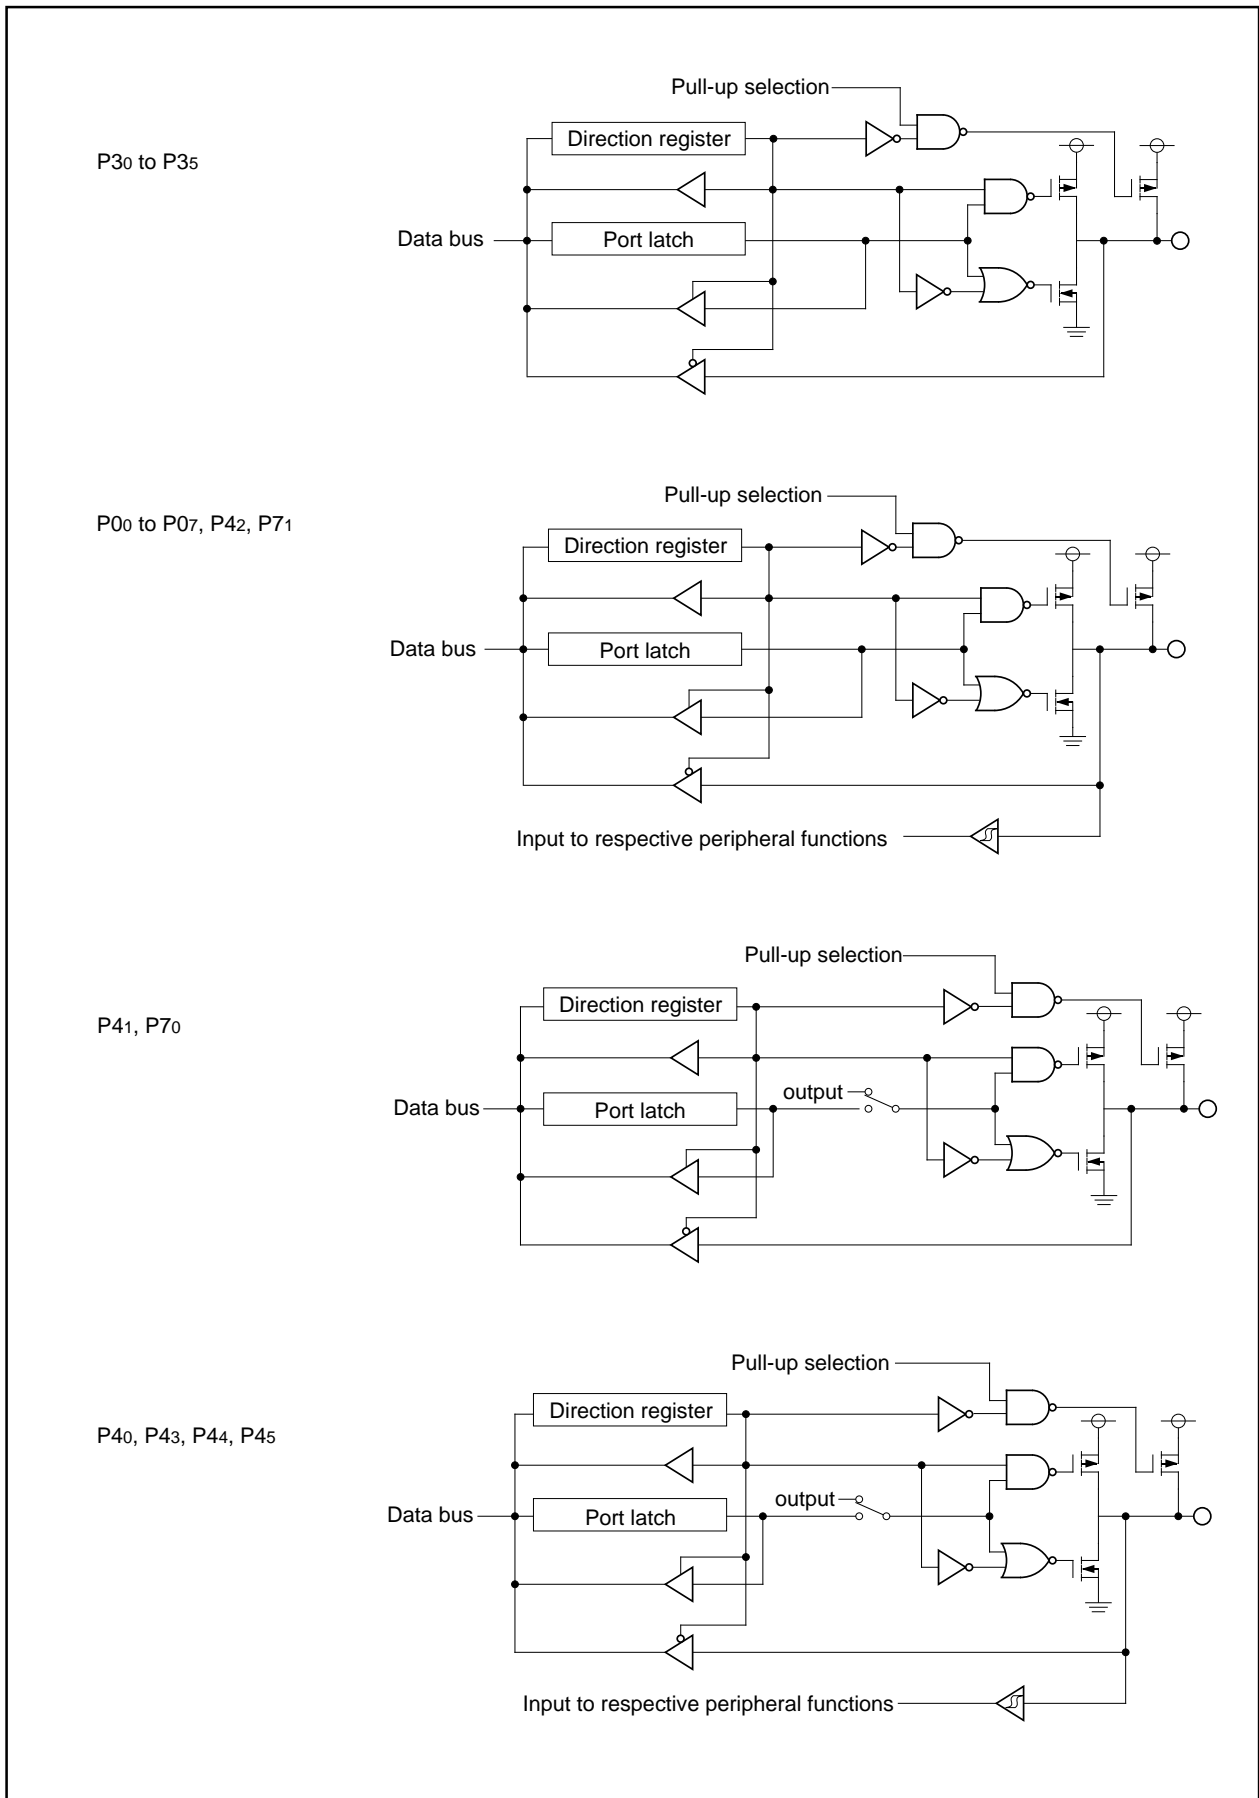 Pull-up selection
Direction register
P30 to P35
Data bus
Port latch
Pull-up selection
P00 to P07, P42, P71
Direction register
Data bus
Port latch
Input to respective peripheral functions
Pull-up selection
Direction register
P41, P70
output
Data bus
Port latch
Pull-up selection
Direction register
P40, P43, P44, P45
output
Data bus
Port latch
Input to respective peripheral functions